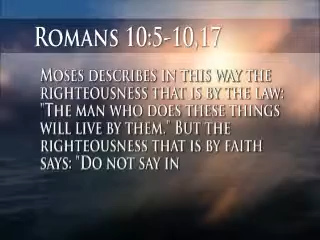 Romans 10:5-10,17
Moses describes in this way the
righteousness that is by the law:
"The man who does these things
will live by them." But the
righteousness that is by faith
says: "Do not say in